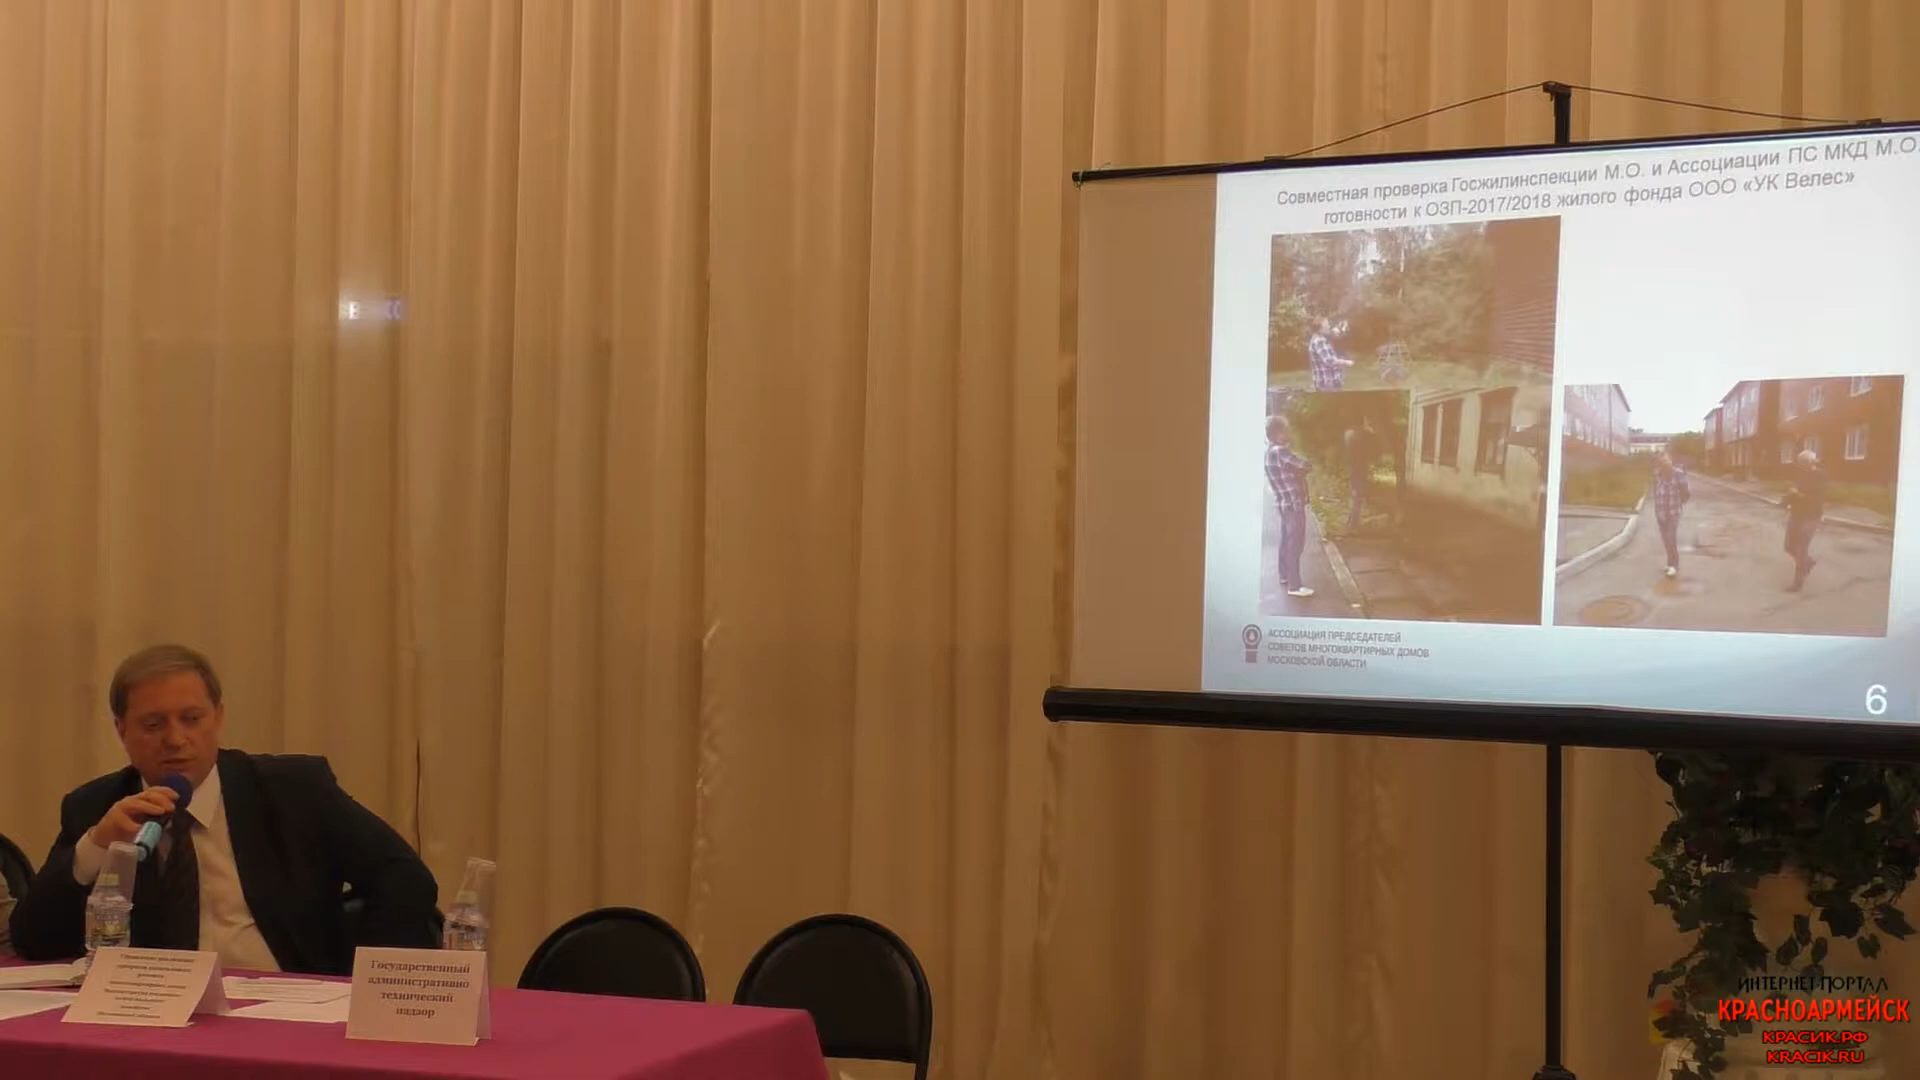 Совместная проверка Госжилинспекции М.О. и Ассоциации ПС МКД М.О.
готовности к ОЗП-2017/2018 жилого фонда ООО «УК Велес»
АССОЦИАЦИЯ ПРЕДСЕДАТЕЛЕЙ
СОВЕТОВ МНОГОКВАРТИРНЫХ ДОМОВ
МОСКОВСКОЙ ОБЛАСТИ
6
Государственный
административно
технический
надзор
ИНТЕРНЕТ-ПОРТАЛ
КРАСНОАРМЕЙСК
КРАСИК.РФ
KRACIK.RU